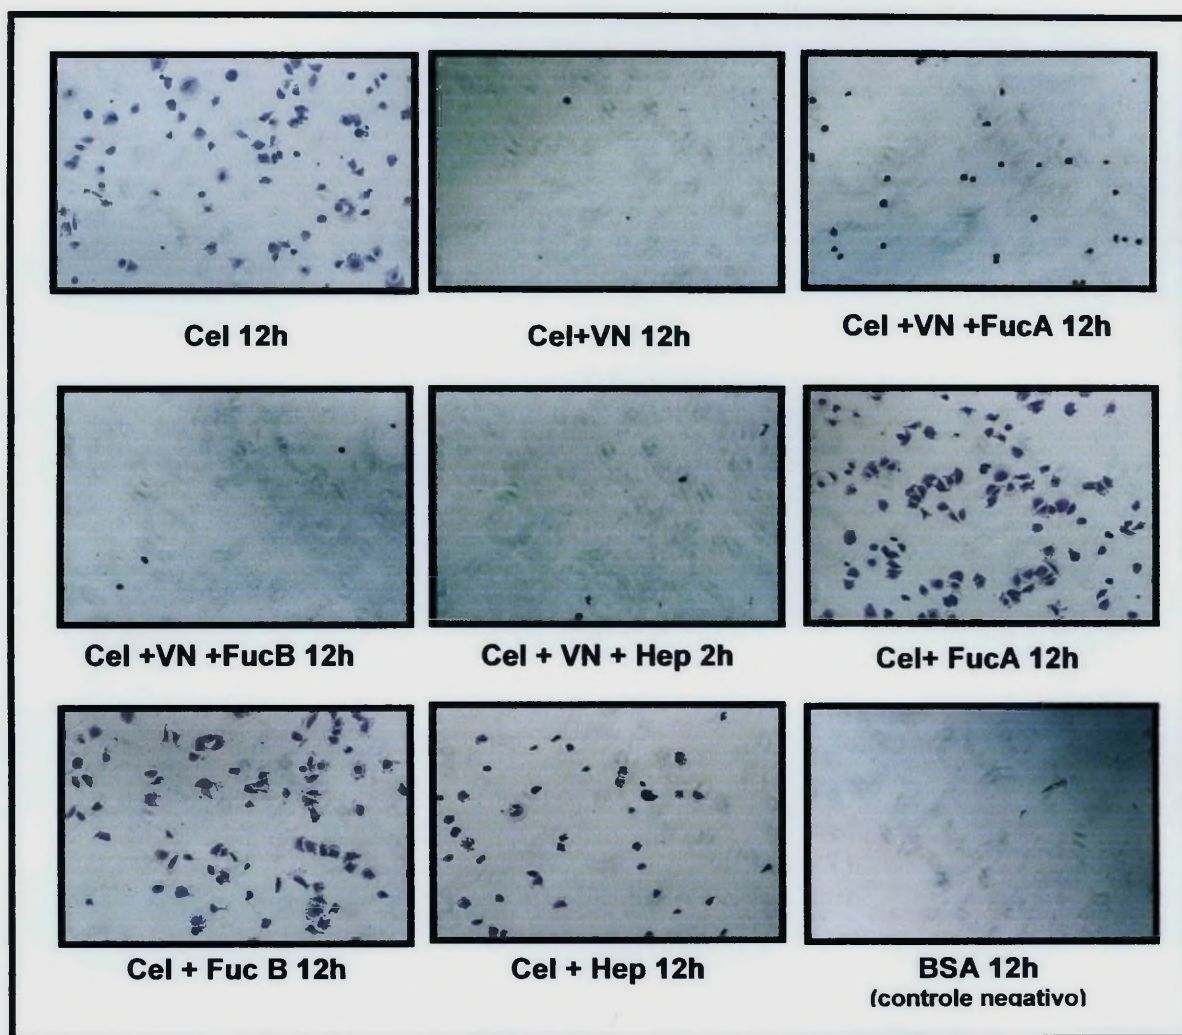 Cel 12h
Cel+VN 12h
Cel +VN +FucA 12h
Cel +VN +FucB 12h
Cel + VN + Hep 2h
Cel+ FucA 12h
Cel + Fuc B 12h
Cel + Hep 12h
BSA 12h
(controle negativo)